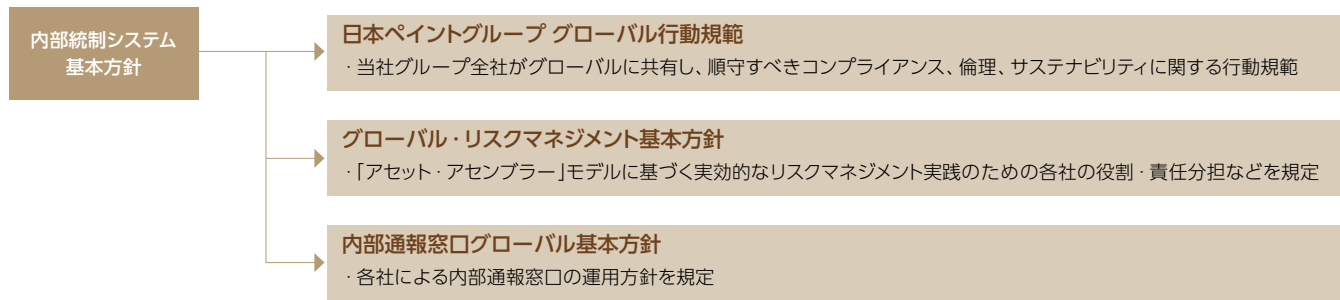 内部統制システム
基本方針
日本ペイントグループ グローバル行動規範
・当社グループ全社がグローバルに共有し、順守すべきコンプライアンス、倫理、サステナビリティに関する行動規範
グローバル・リスクマネジメント基本方針
・「アセット・アセンブラー」モデルに基づく実効的なリスクマネジメント実践のための各社の役割・責任分担などを規定
内部通報窓口グローバル基本方針
・各社による内部通報窓口の運用方針を規定